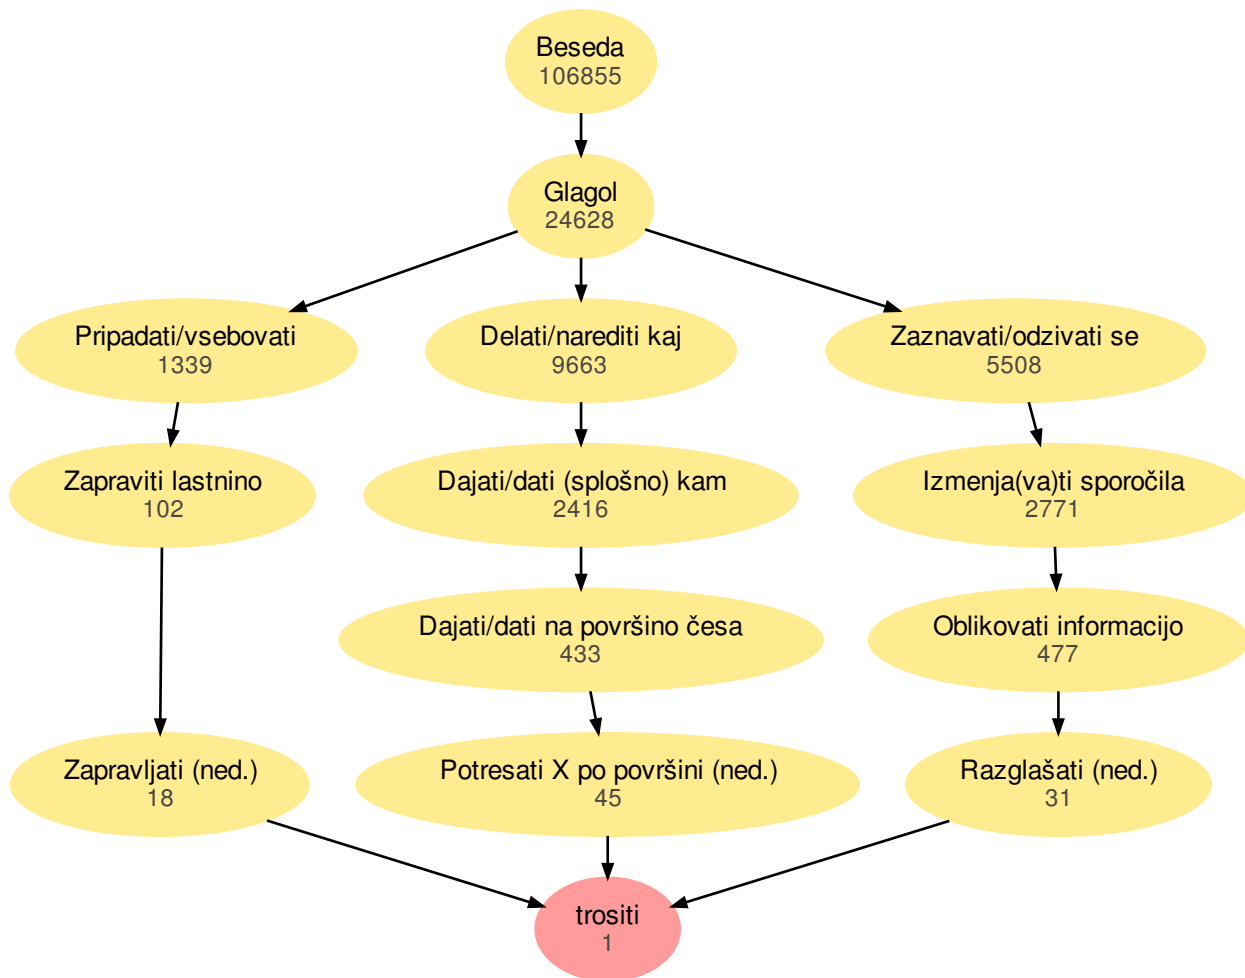 Beseda
106855
Glagol
24628
Pripadati/vsebovati
1339
Delati/narediti kaj
9663
Zaznavati/odzivati se
5508
Zapraviti lastnino
102
Dajati/dati (splošno) kam
2416
Izmenja(va)ti sporočila
2771
Dajati/dati na površino česa
433
Oblikovati informacijo
477
Zapravljati (ned.)
18
Potresati X po površini (ned.)
45
Razglašati (ned.)
31
trositi
1